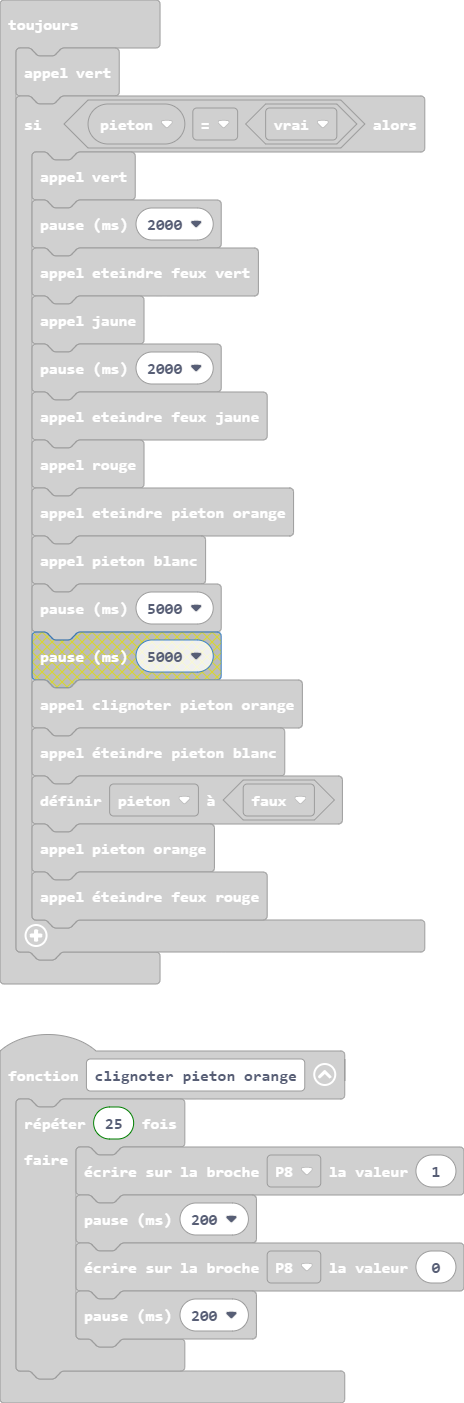 toujours
appel vert
si pieton = vrai alors
appel vert
pause (ms) 2000
appel eteindre feux vert
appel jaune
pause (ms) 2000
appel eteindre feux jaune
appel rouge
appel eteindre pieton orange
appel pieton blanc
pause (ms) 5000
pause (ms) 5000
appel clignoter pieton orange
appel éteindre pieton blanc
définir pieton à faux
appel pieton orange
appel éteindre feux rouge
fonction clignoter pieton orange
répéter 25 fois
faire écrire sur la broche P8 la valeur 1
pause (ms) 200
écrire sur la broche P8 la valeur 0
pause (ms) 200